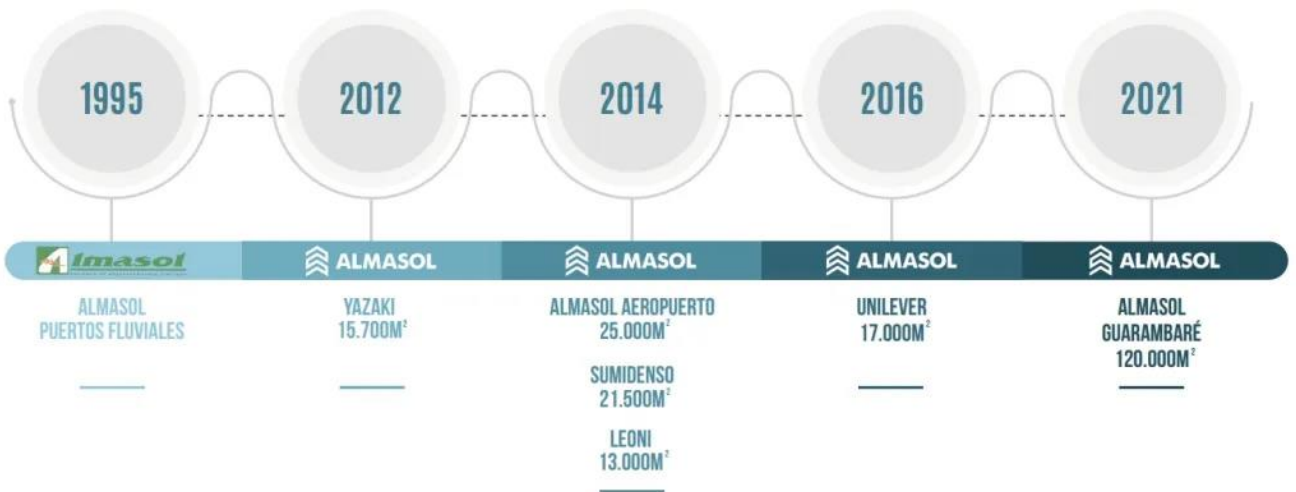 1995
2012
2014
2016
2021
Almasol
ALMASOL
ALMASOL
ALMASOL
ALMASOL
ALMASOL
PUERTOS FLUVIALES
YAZAKI
15.700M²
ALMASOL AEROPUERTO
25.000M²
SUMIDENSO
21.500M²
LEONI
13.000M²
UNILEVER
17.000M²
ALMASOL
GUARAMBARÉ
120.000M²